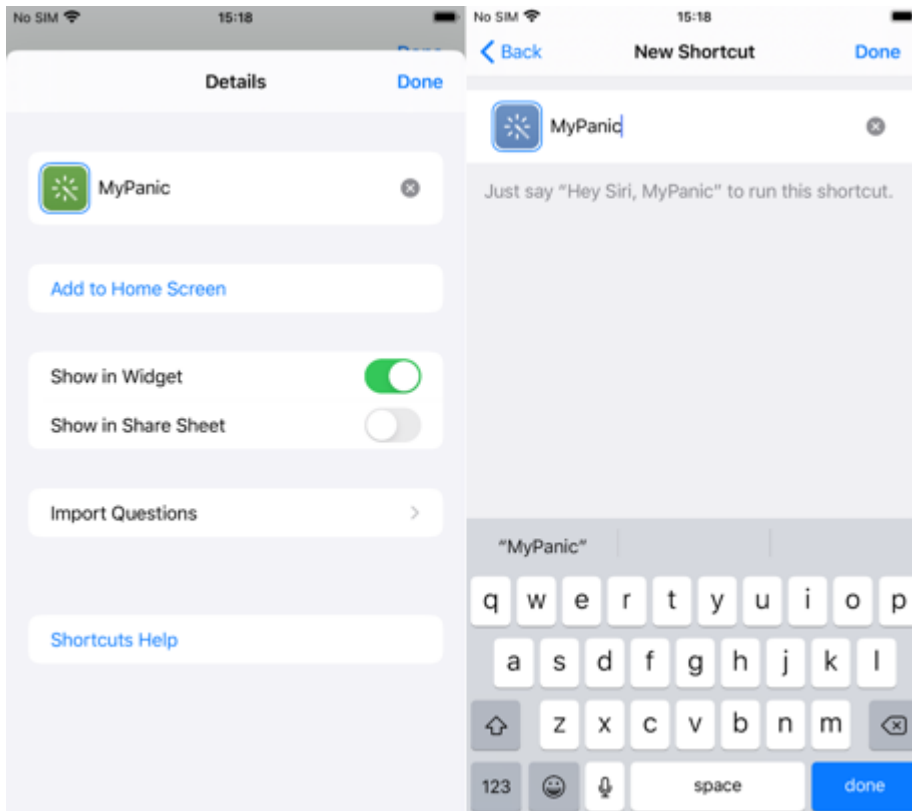 No SIM 15:18
Done
Details Done
MyPanic
Add to Home Screen
Show in Widget
Show in Share Sheet
Import Questions
Shortcuts Help
No SIM 15:18
Back New Shortcut Done
MyPanic
Just say “Hey Siri, MyPanic” to run this shortcut.
“MyPanic”
q w e r t y u i o p
a s d f g h j k l
z x c v b n m
123 space done